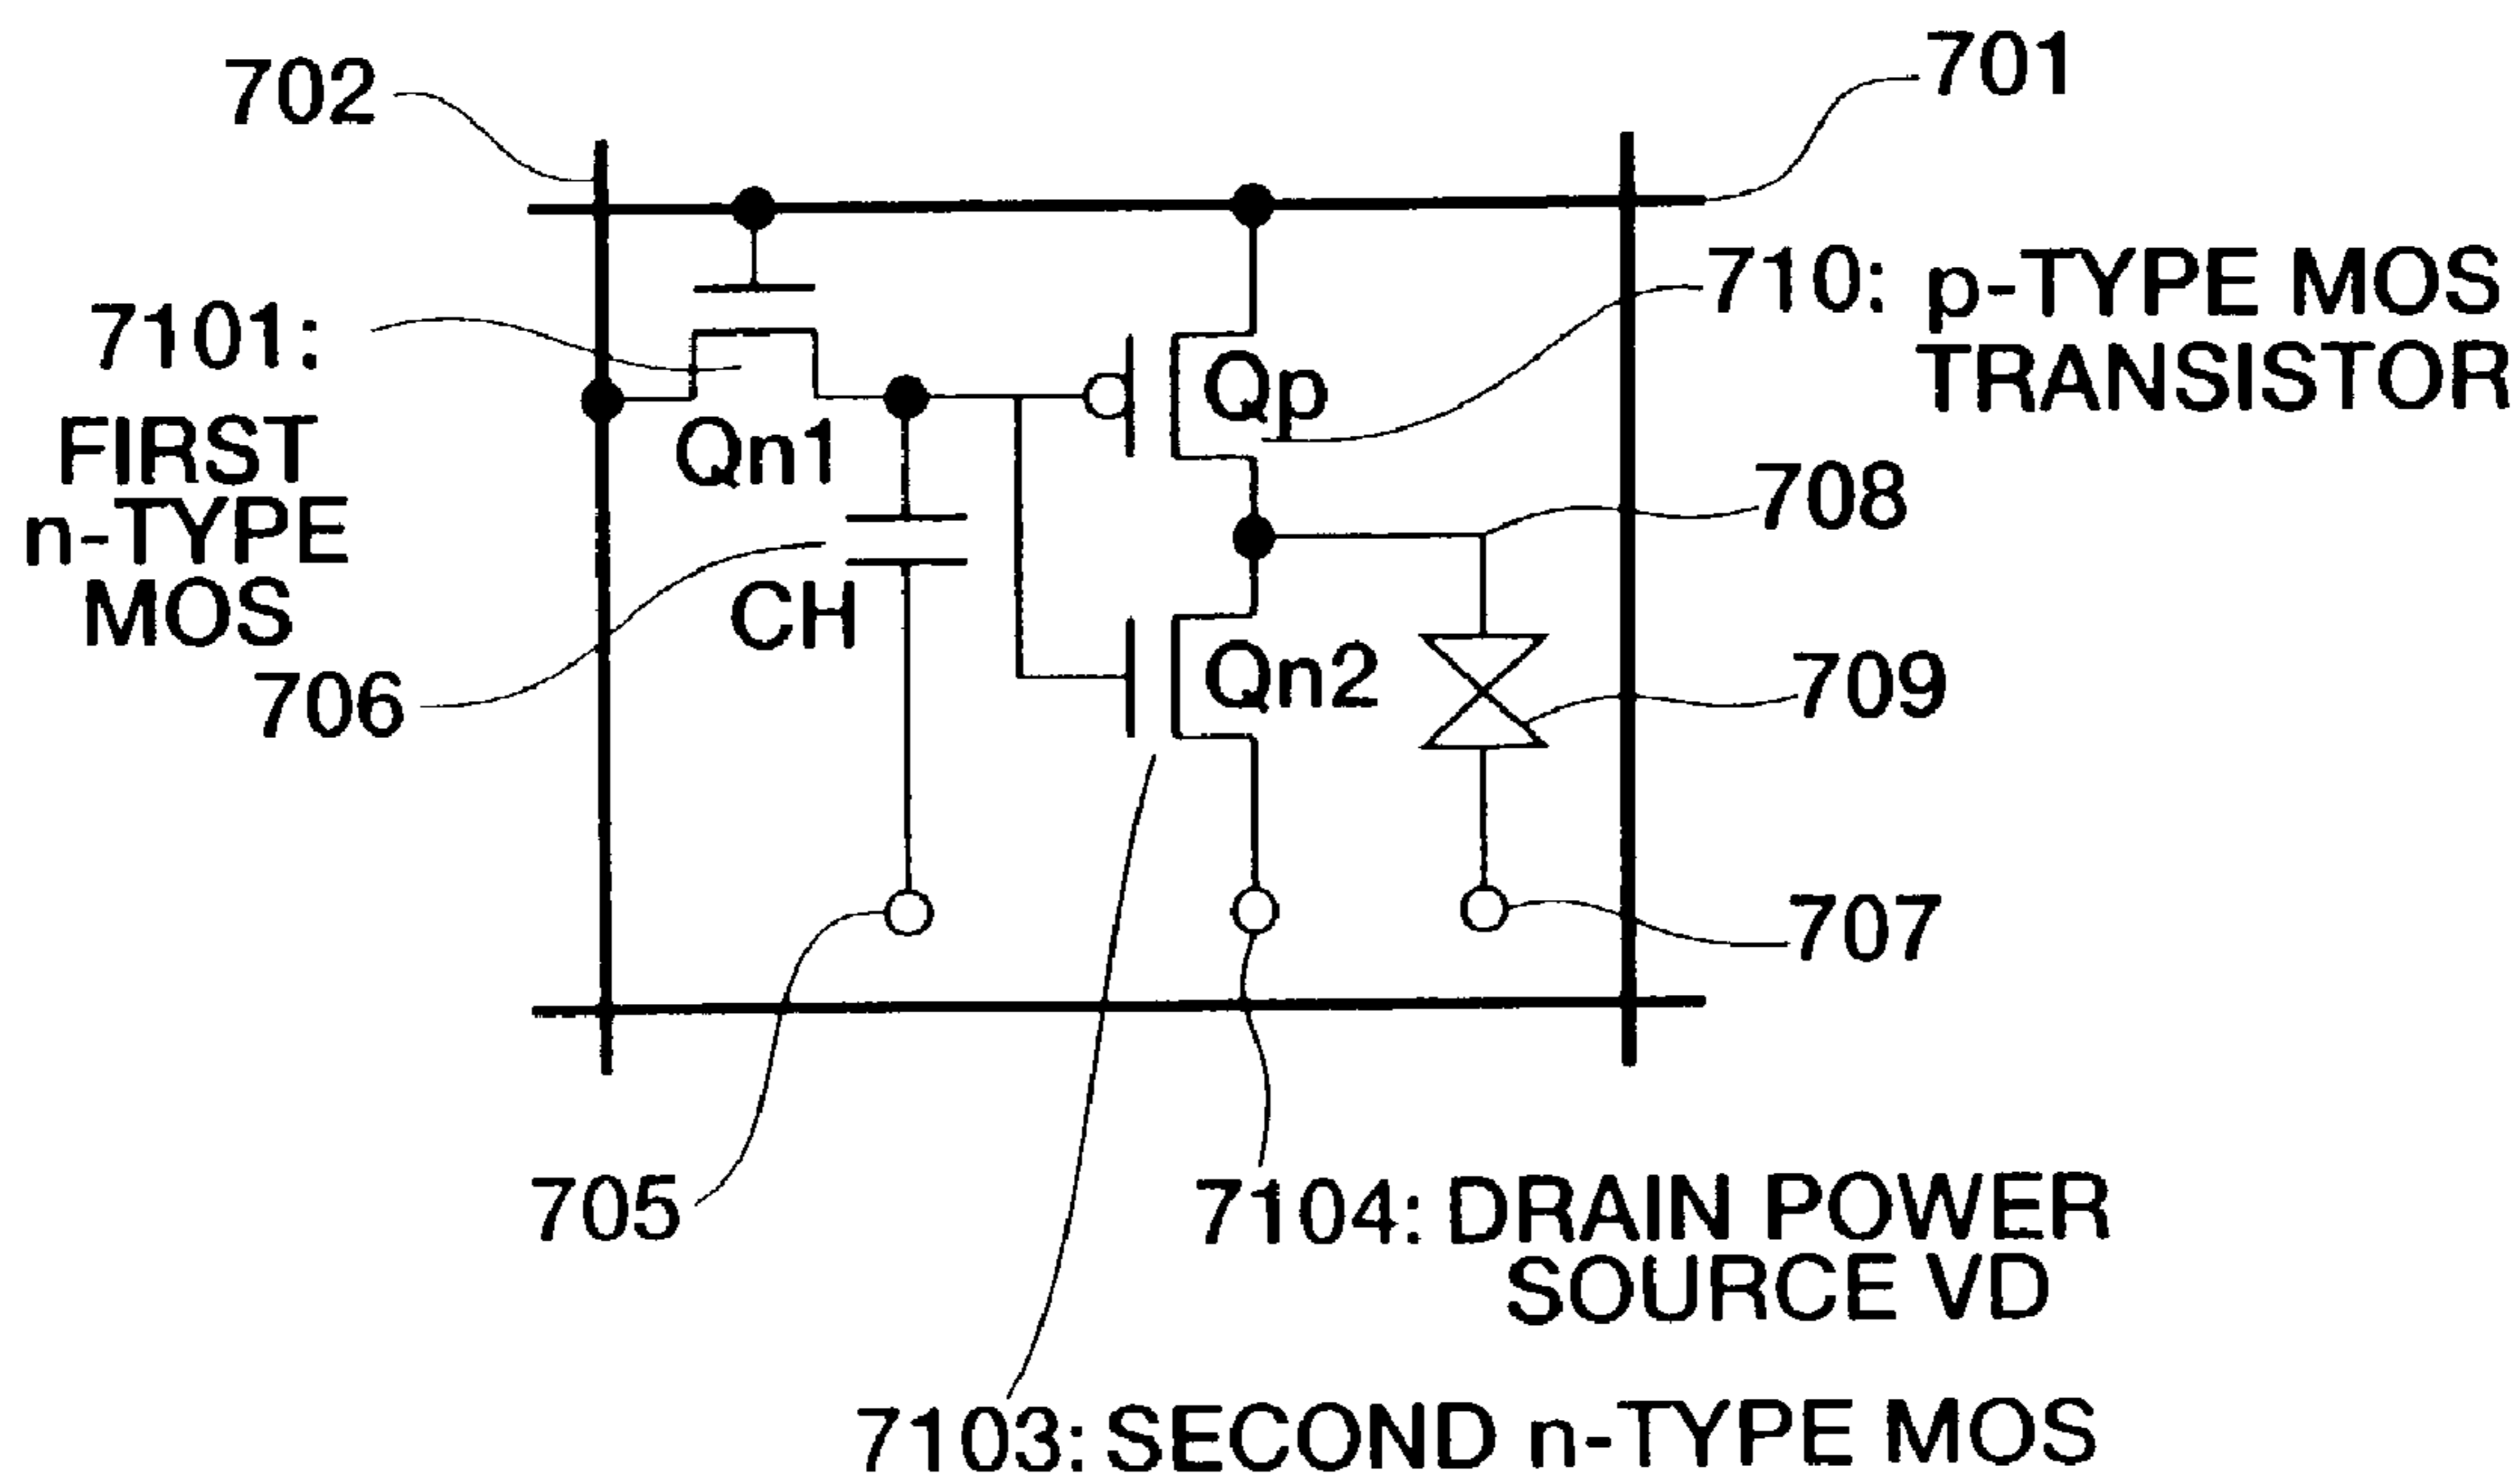 702
701
7101:
FIRST
n-TYPE
MOS
710: p-TYPE MOS
TRANSISTOR
Qp
Qn1
708
CH
Qn2
709
706
707
705
7104: DRAIN POWER
SOURCE VD
7103: SECOND n-TYPE MOS